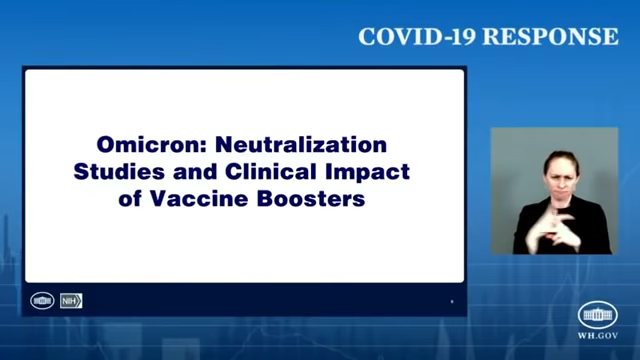 COVID-19 RESPONSE
Omicron: Neutralization
Studies and Clinical Impact
of Vaccine Boosters
NIH
WH.GOV